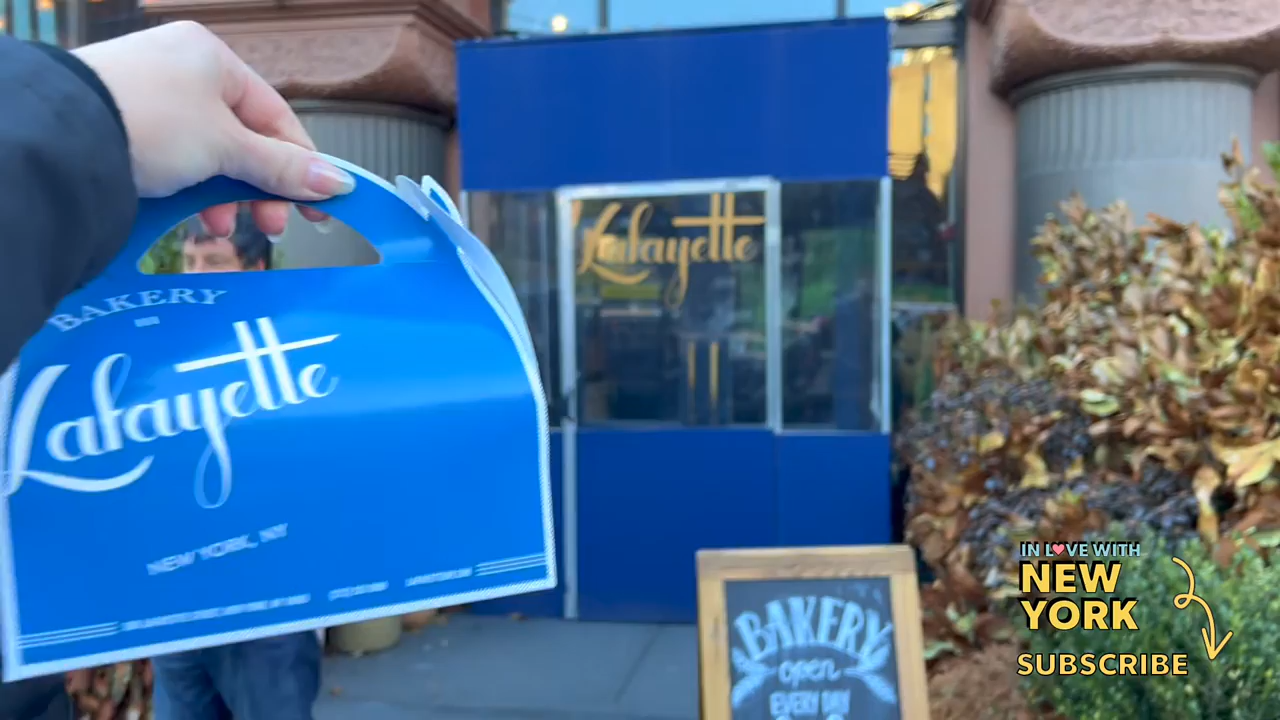 BAKERY
Lafayette
NEW YORK, NY
Lafayette
BAKERY
open
EVERY DAY
IN LOVE WITH
NEW
YORK
SUBSCRIBE